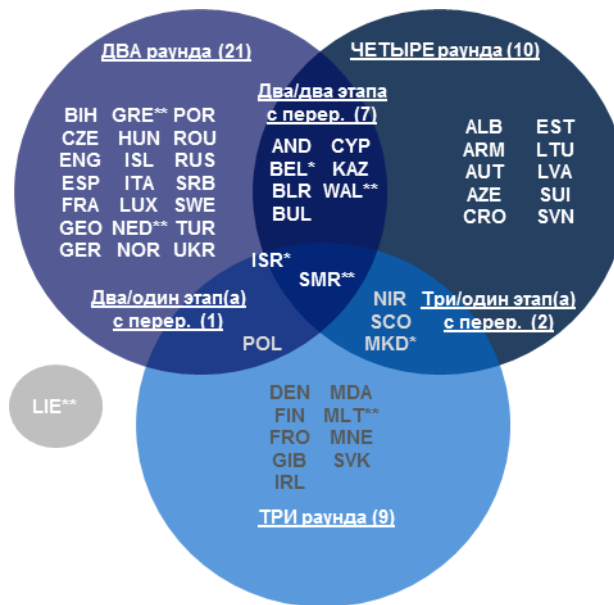 ДВА раунда (21)
BIH GRE** POR
CZE HUN ROU
ENG ISL RUS
ESP ITA SRB
FRA LUX SWE
GEO NED** TUR
GER NOR UKR
ЧЕТЫРЕ раунда (10)
ALB EST
ARM LTU
AUT LVA
AZE SUI
CRO SVN
Два/два этапа
с перер. (7)
AND CYP
BEL* KAZ
BLR WAL**
BUL
ISR*
SMR**
Два/один этап(а)
с перер. (1)
POL
NIR
SCO
MKD*
Три/один этап(а)
с перер. (2)
LIE**
DEN MDA
FIN MLT**
FRO MNE
GIB SVK
IRL
ТРИ раунда (9)